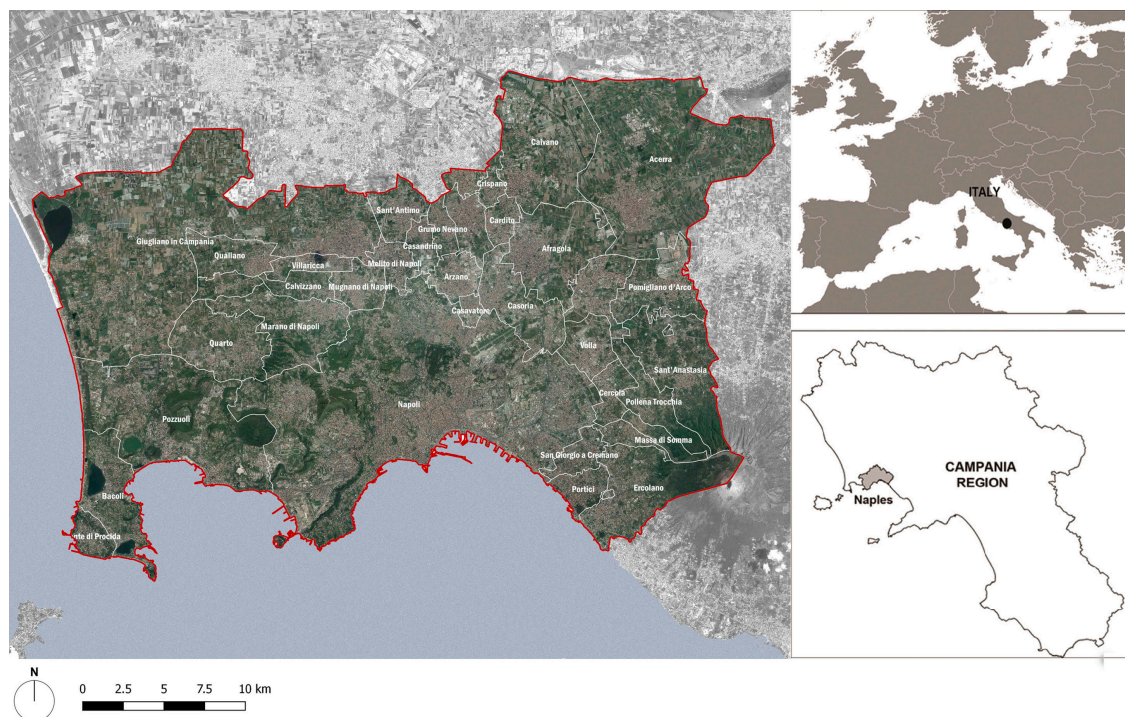 Caivano
Acerra
Crispano
Sant'Antimo
Cardito
Grumo Nevano
Giugliano in Campania
Casandrino
Afragola
Qualiano
Villaricca
Melito di Napoli
Arzano
Calvizzano
Mugnano di Napoli
Pomigliano d'Arco
Casavatore
Casoria
Marano di Napoli
Quarto
Volla
Sant'Anastasia
Cercola
Pollena Trocchia
Napoli
Pozzuoli
Massa di Somma
San Giorgio a Cremano
Portici
Ercolano
Bacoli
nte di Procida
ITALY
CAMPANIA
REGION
Naples
N
0 2.5 5 7.5 10 km